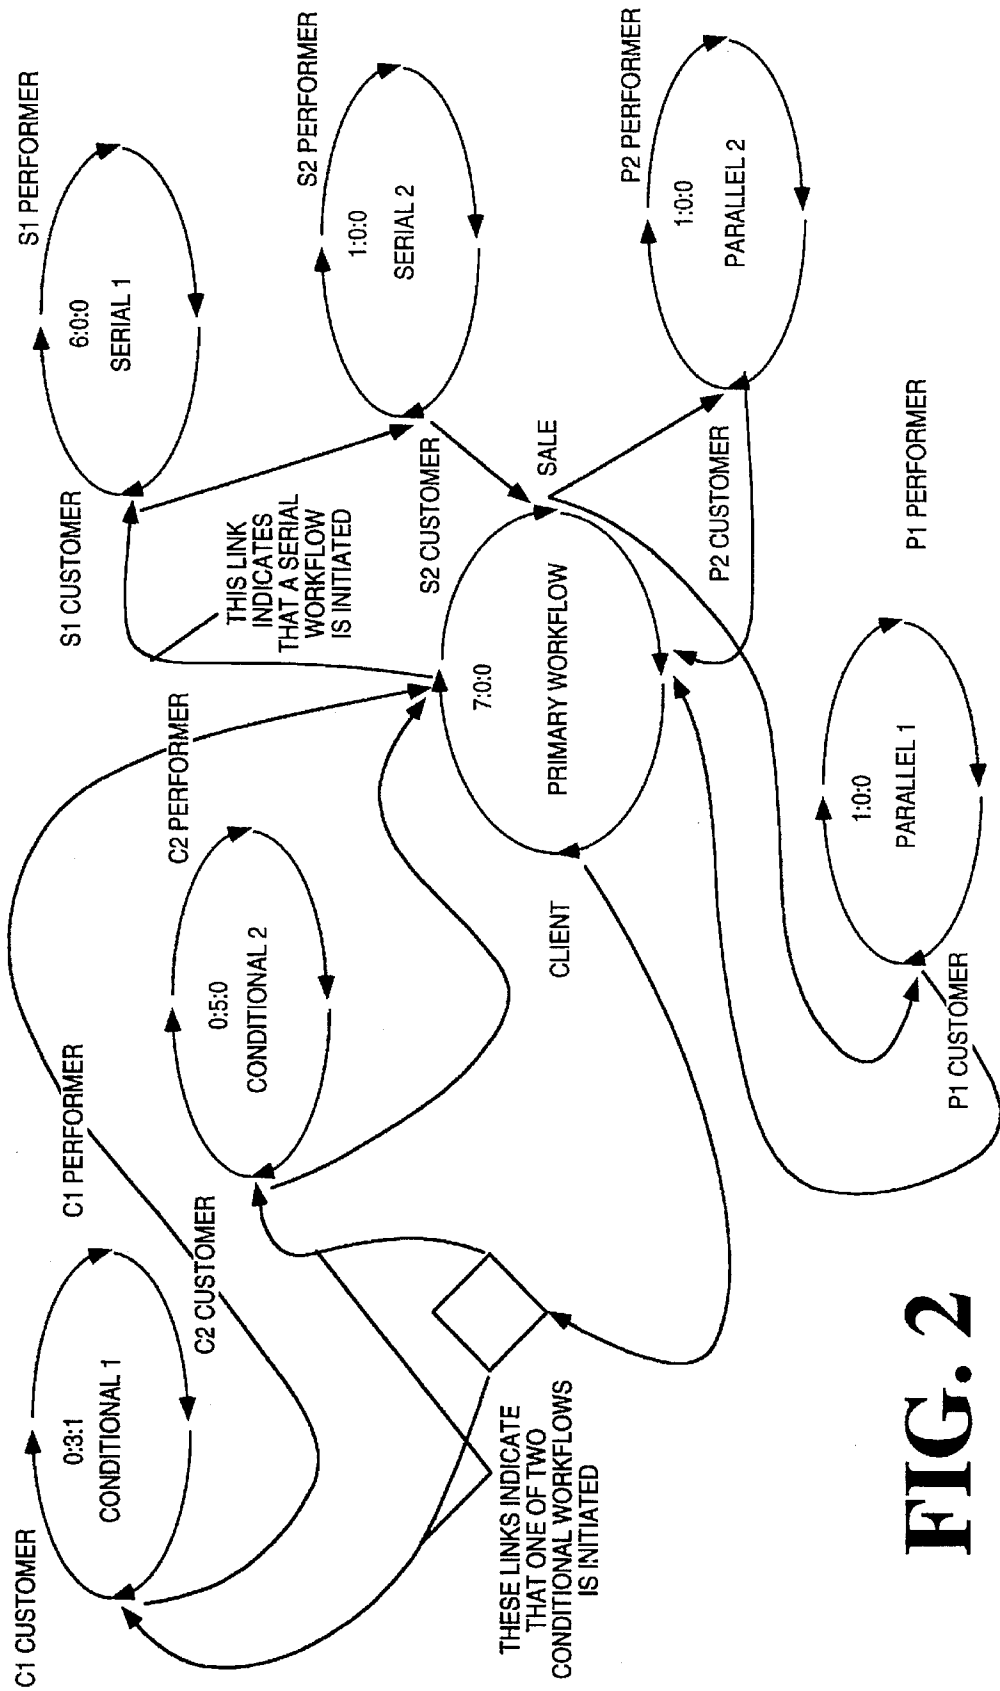 C1 CUSTOMER
0:3:1
CONDITIONAL 1
C1 PERFORMER
C2 CUSTOMER
0:5:0
CONDITIONAL 2
C2 PERFORMER
S1 CUSTOMER
6:0:0
SERIAL 1
S1 PERFORMER
THIS LINK
INDICATES
THAT A SERIAL
WORKFLOW
IS INITIATED
S2 CUSTOMER
1:0:0
SERIAL 2
S2 PERFORMER
THESE LINKS INDICATE
THAT ONE OF TWO
CONDITIONAL WORKFLOWS
IS INITIATED
CLIENT
7:0:0
PRIMARY WORKFLOW
SALE
P2 CUSTOMER
1:0:0
PARALLEL 2
P2 PERFORMER
P1 CUSTOMER
1:0:0
PARALLEL 1
P1 PERFORMER
FIG. 2